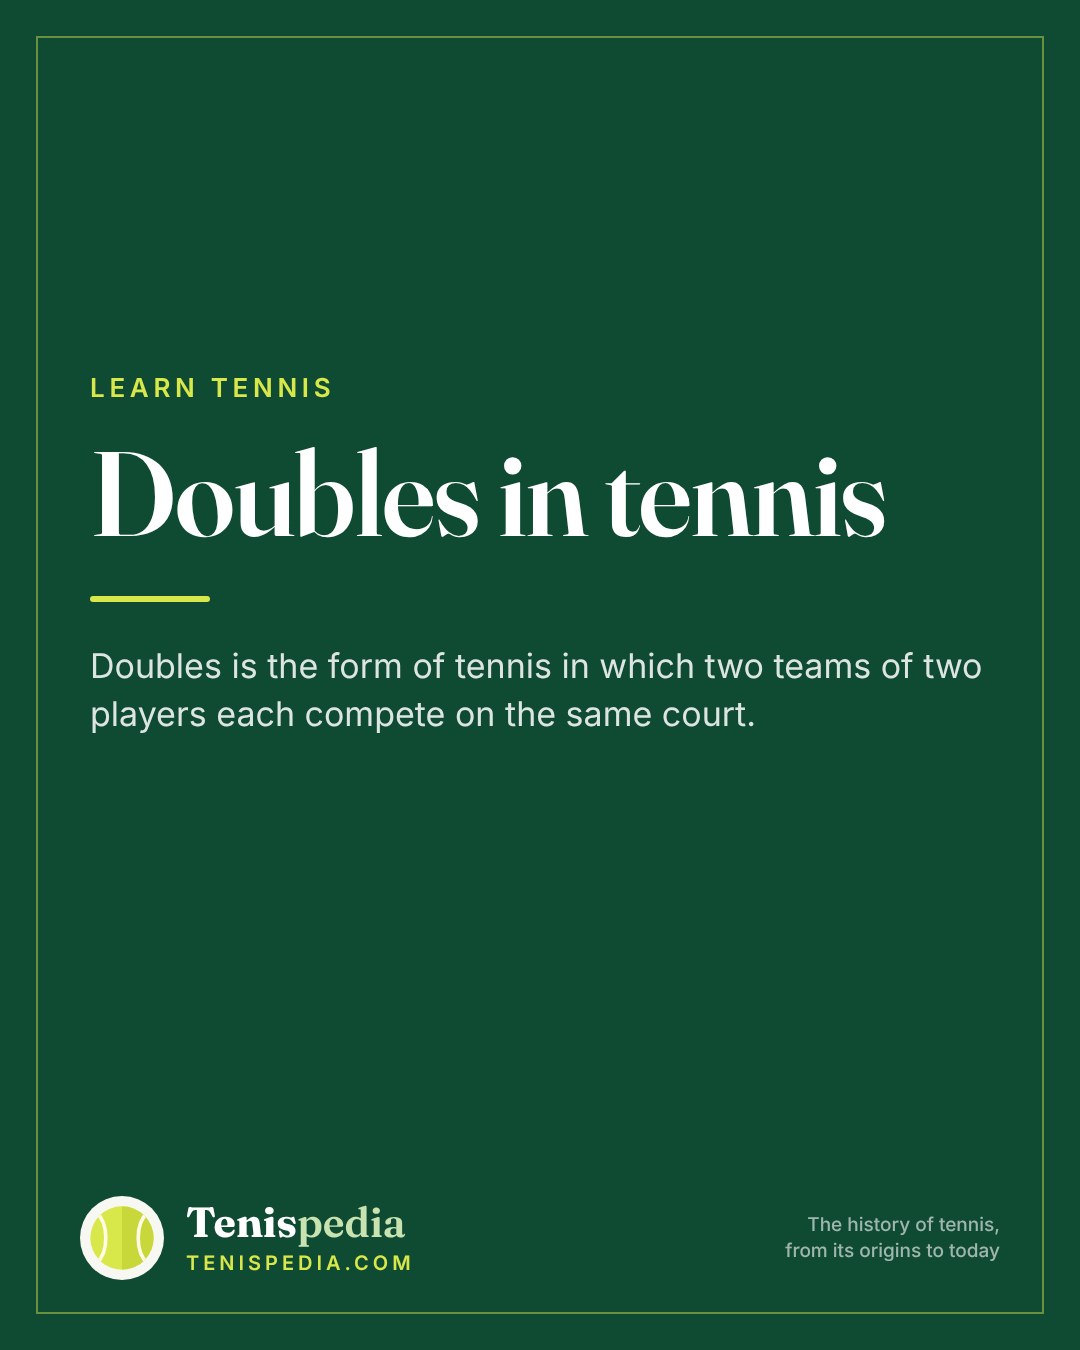 LEARN TENNIS
Doubles in tennis
Doubles is the form of tennis in which two teams of two
players each compete on the same court.
Tenispedia
TENISPEDIA.COM
The history of tennis,
from its origins to today